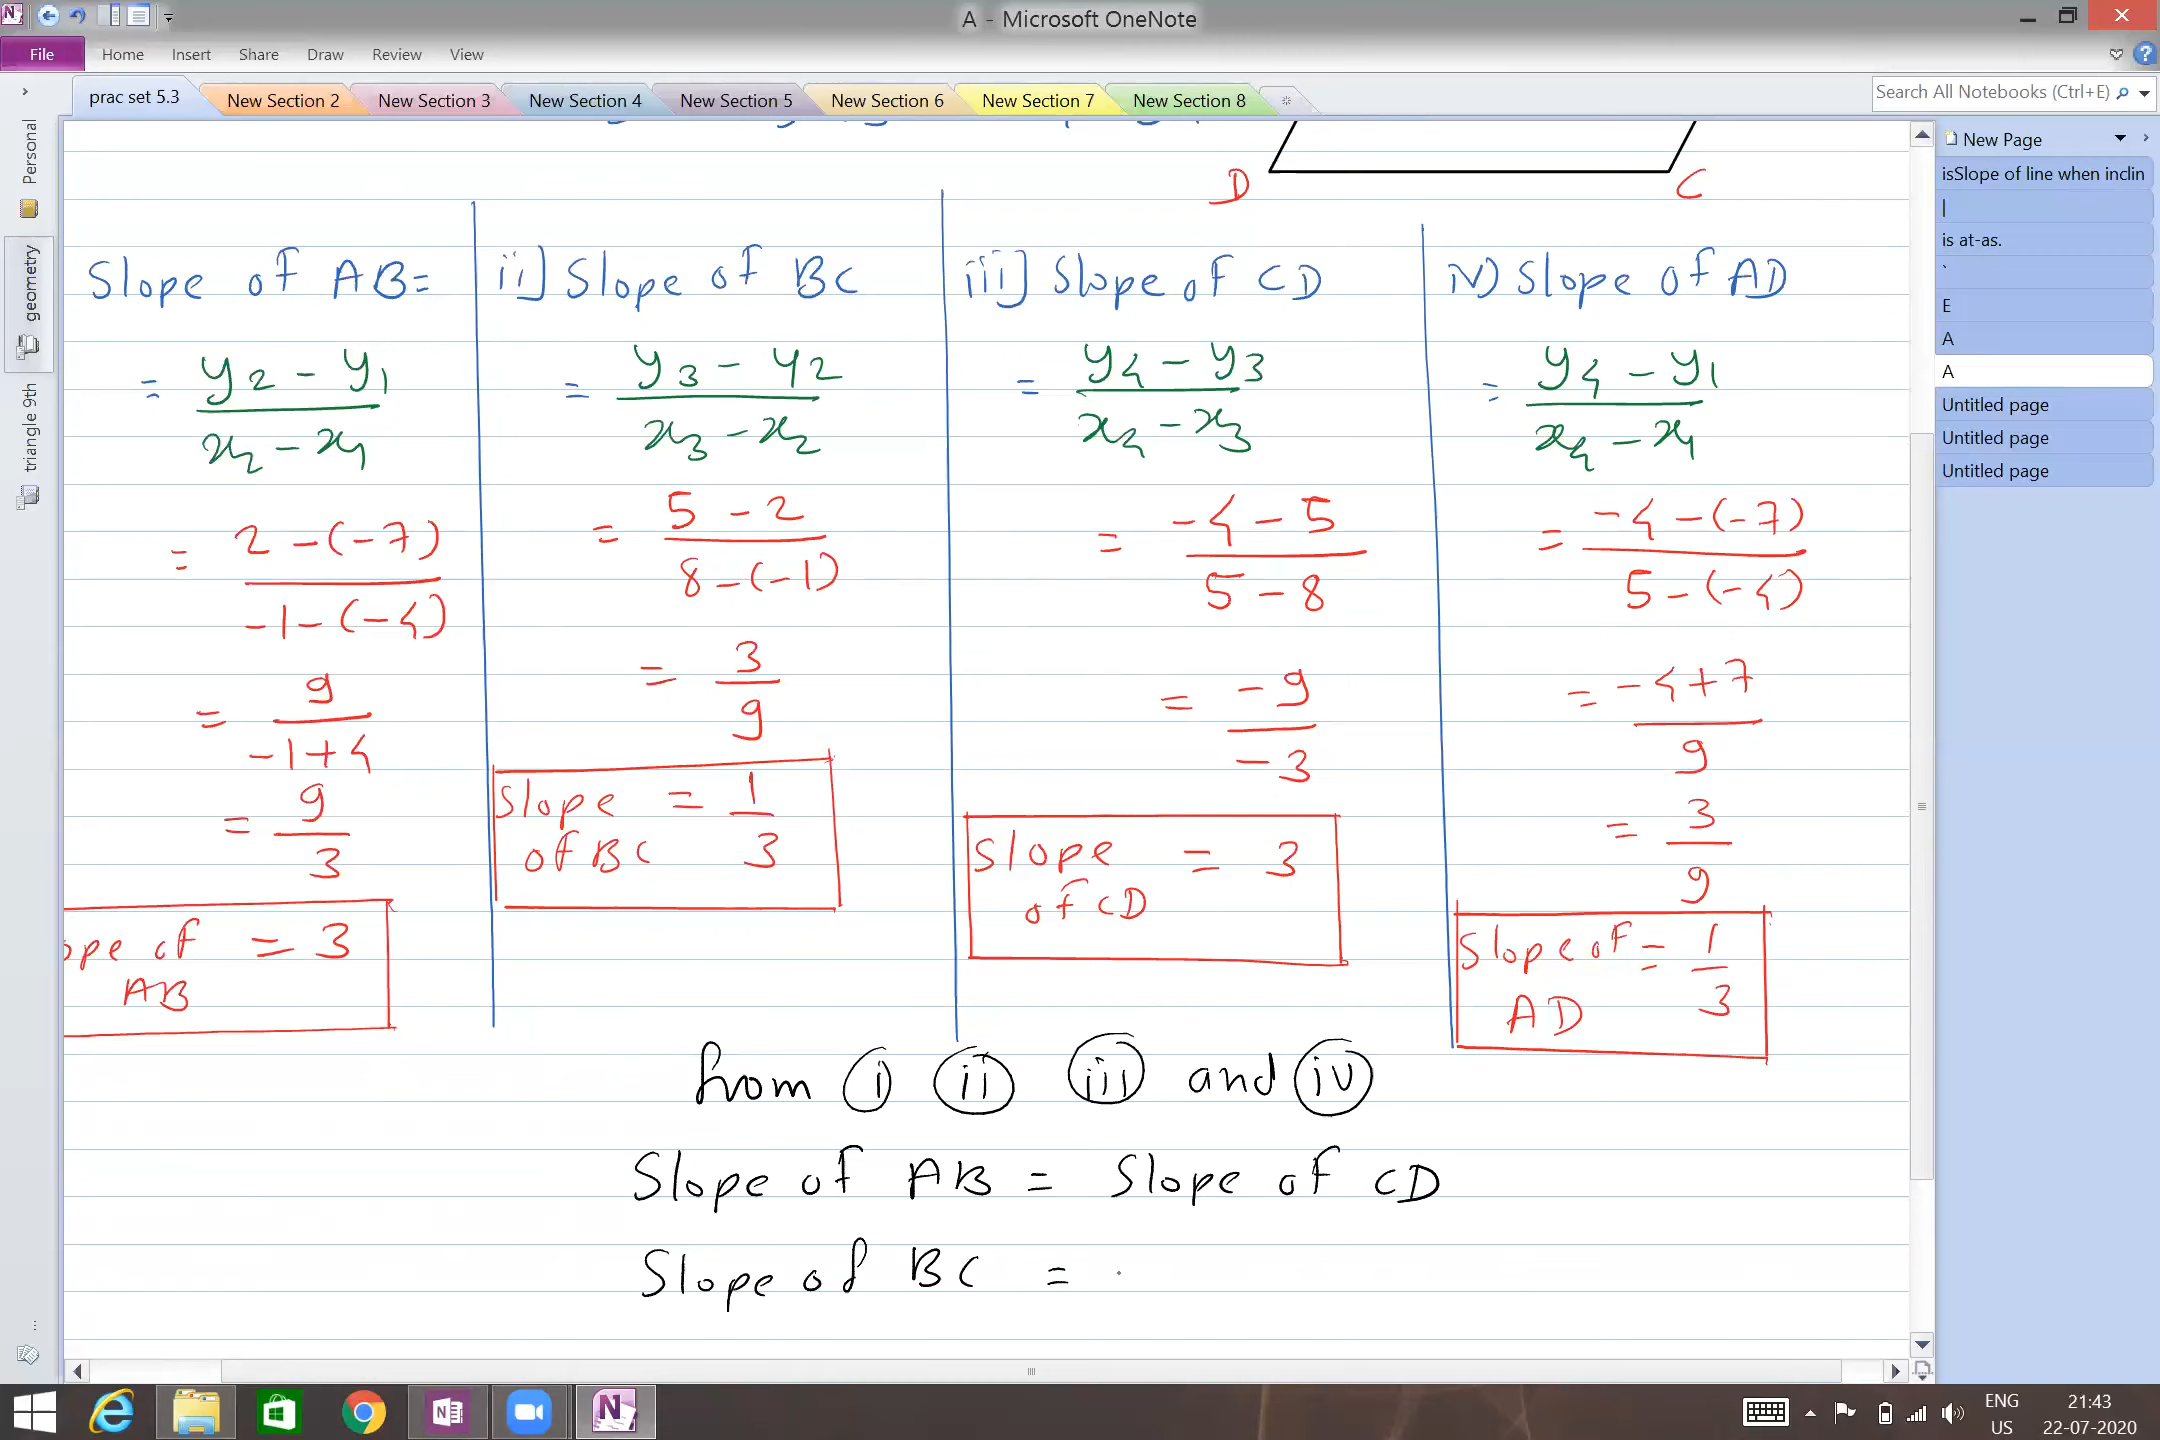 A - Microsoft OneNote
File Home Insert Share Draw Review View
prac set 5.3 New Section 2 New Section 3 New Section 4 New Section 5 New Section 6 New Section 7 New Section 8
Search All Notebooks (Ctrl+E)
Personal
geometry
triangle 9th
New Page
isSlope of line when inclin
|
is at-as.
`
E
A
A
Untitled page
Untitled page
Untitled page
D C
Slope of AB=
= y2 - y1 / x2 - x1
= 2 - (-7) / -1 - (-4)
= 9 / -1+4
= 9 / 3
ope of AB = 3
ii] Slope of BC
= y3 - y2 / x3 - x2
= 5 - 2 / 8 - (-1)
= 3 / 9
Slope of BC = 1 / 3
iii] Slope of CD
= y4 - y3 / x4 - x3
= -4 - 5 / 5 - 8
= -9 / -3
Slope of CD = 3
iv) Slope of AD
= y4 - y1 / x4 - x1
= -4 - (-7) / 5 - (-4)
= -4+7 / 9
= 3 / 9
Slope of AD = 1 / 3
from i ii iii and iv
Slope of AB = Slope of CD
Slope of BC =
ENG
US
21:43
22-07-2020